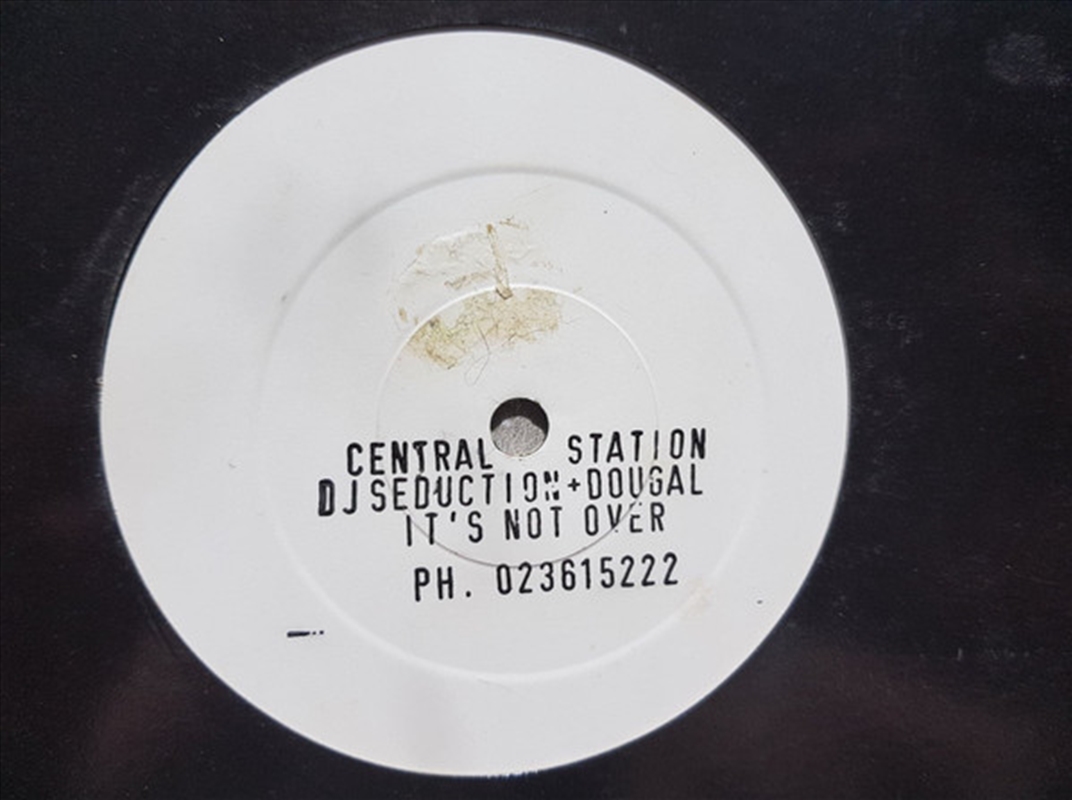 CENTRAL STATION
DJ SEDUCTION + DOUGAL
IT'S NOT OVER
PH. 023615222